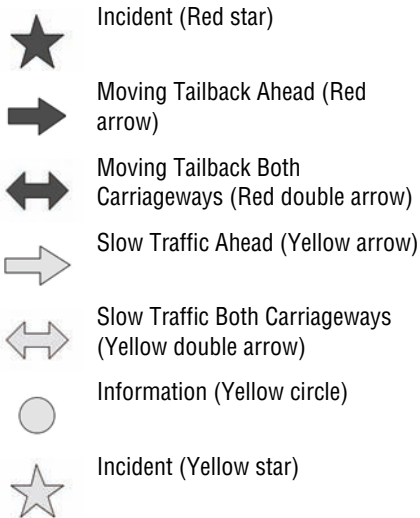 Incident (Red star)
Moving Tailback Ahead (Red
arrow)
Moving Tailback Both
Carriageways (Red double arrow)
Slow Traffic Ahead (Yellow arrow)
Slow Traffic Both Carriageways
(Yellow double arrow)
Information (Yellow circle)
Incident (Yellow star)